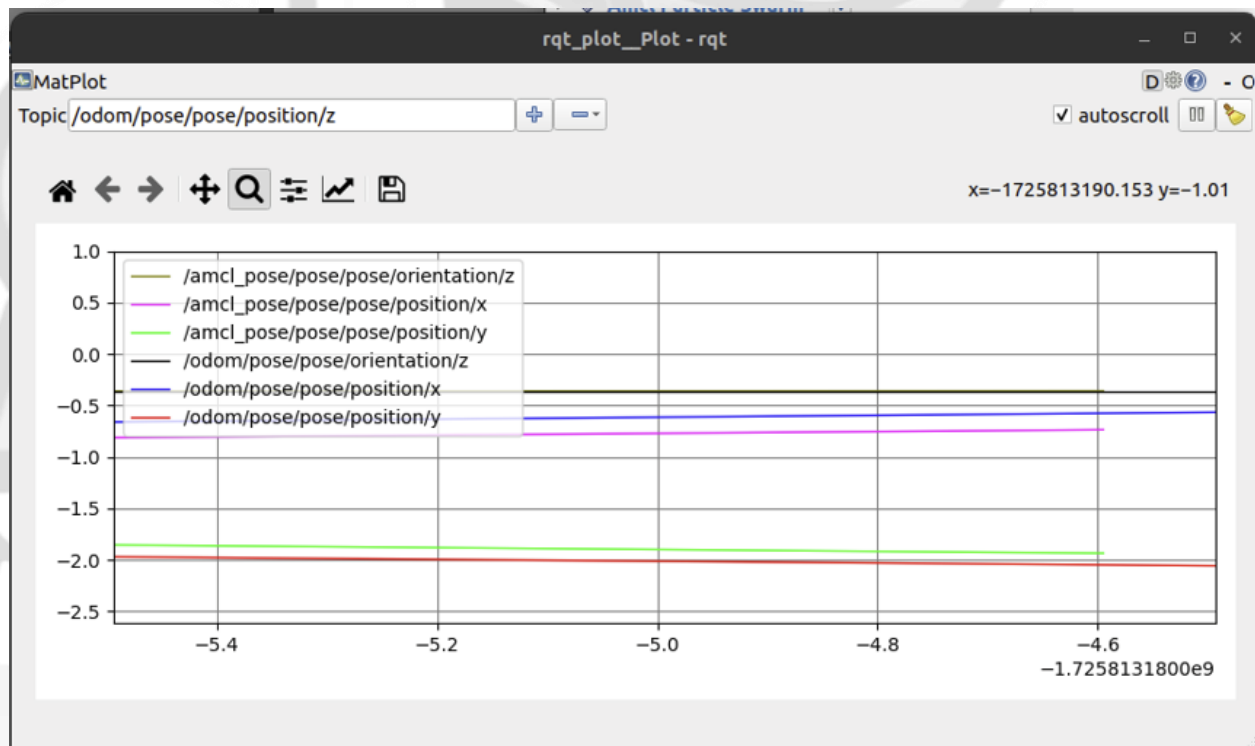 Amcl Particle Swarm
rqt_plot__Plot - rqt
MatPlot
D - O
Topic /odom/pose/pose/position/z
autoscroll
x=−1725813190.153 y=−1.01
1.0
0.5
0.0
−0.5
−1.0
−1.5
−2.0
−2.5
/amcl_pose/pose/pose/orientation/z
/amcl_pose/pose/pose/position/x
/amcl_pose/pose/pose/position/y
/odom/pose/pose/orientation/z
/odom/pose/pose/position/x
/odom/pose/pose/position/y
−5.4 −5.2 −5.0 −4.8 −4.6
−1.7258131800e9